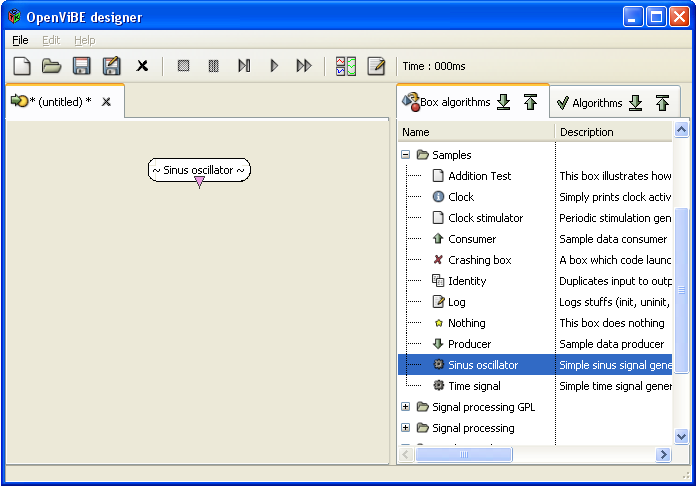 OpenViBE designer
File Edit Help
Time : 000ms
* (untitled) *
Box algorithms
Algorithms
Name Description
~ Sinus oscillator ~
Samples
Addition Test This box illustrates how
Clock Simply prints clock activ
Clock stimulator Periodic stimulation gen
Consumer Sample data consumer
Crashing box A box which code launc
Identity Duplicates input to outp
Log Logs stuffs (init, uninit,
Nothing This box does nothing
Producer Sample data producer
Sinus oscillator Simple sinus signal gene
Time signal Simple time signal gener
Signal processing GPL
Signal processing